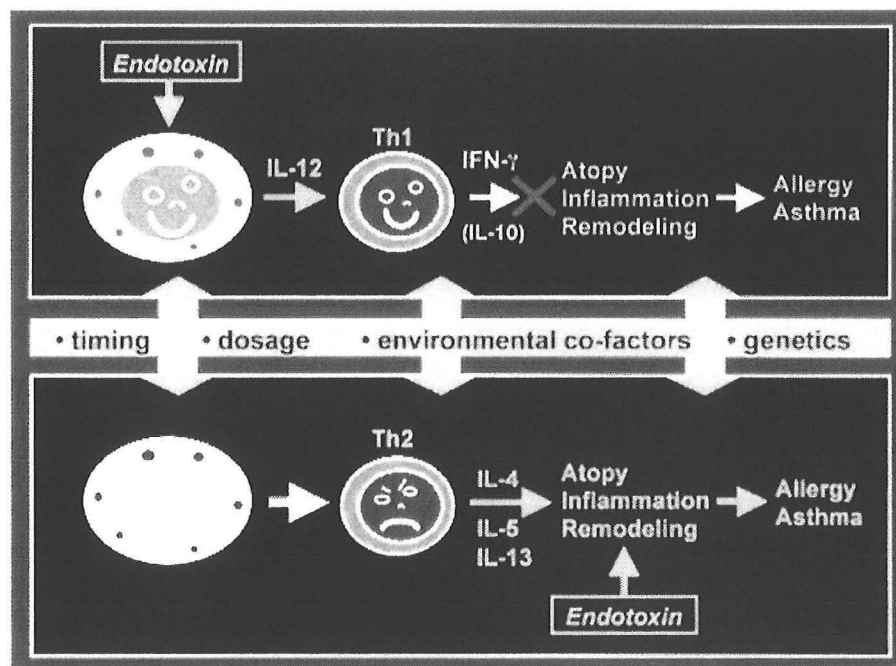 Endotoxin
IL-12
Th1
IFN-γ
(IL-10)
Atopy
Inflammation
Remodeling
Allergy
Asthma
• timing • dosage • environmental co-factors • genetics
Th2
IL-4
IL-5
IL-13
Atopy
Inflammation
Remodeling
Allergy
Asthma
Endotoxin